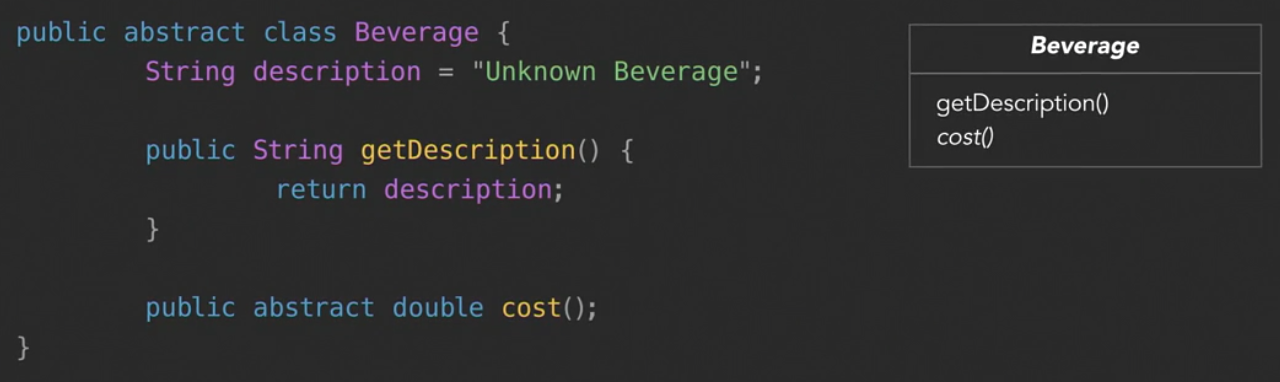 public abstract class Beverage {
String description = "Unknown Beverage";
public String getDescription() {
return description;
}
public abstract double cost();
}
Beverage
getDescription()
cost()